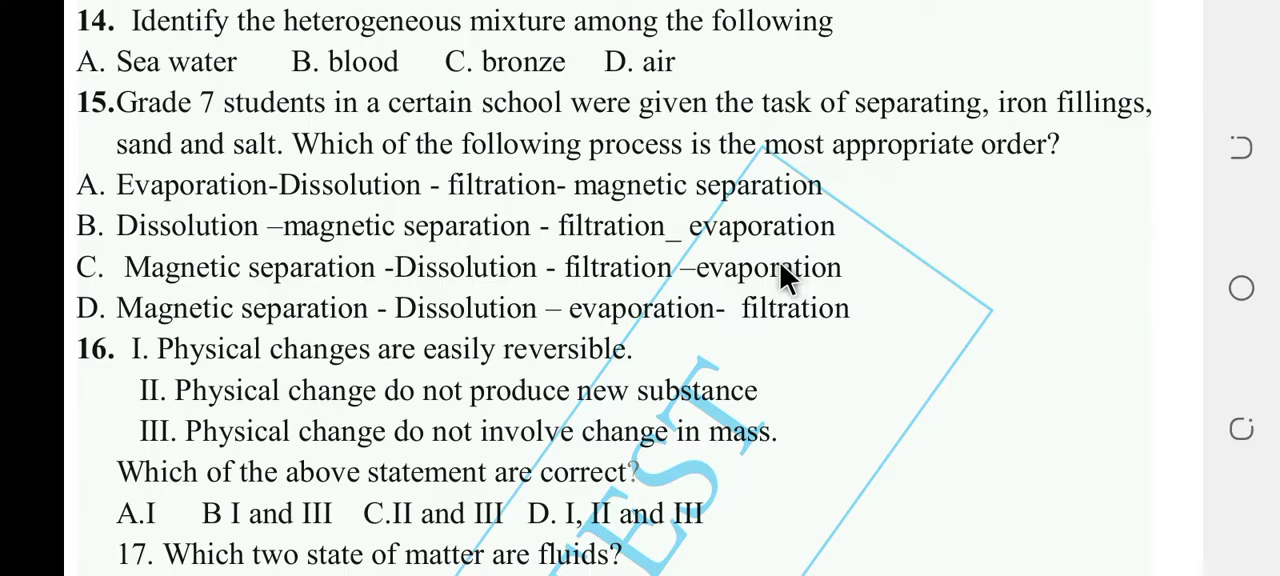 14. Identify the heterogeneous mixture among the following
A. Sea water B. blood C. bronze D. air
15.Grade 7 students in a certain school were given the task of separating, iron fillings,
sand and salt. Which of the following process is the most appropriate order?
A. Evaporation-Dissolution - filtration- magnetic separation
B. Dissolution –magnetic separation - filtration_ evaporation
C. Magnetic separation -Dissolution - filtration –evaporation
D. Magnetic separation - Dissolution – evaporation- filtration
16. I. Physical changes are easily reversible.
II. Physical change do not produce new substance
III. Physical change do not involve change in mass.
Which of the above statement are correct?
A.I B I and III C.II and III D. I, II and III
17. Which two state of matter are fluids?
EST